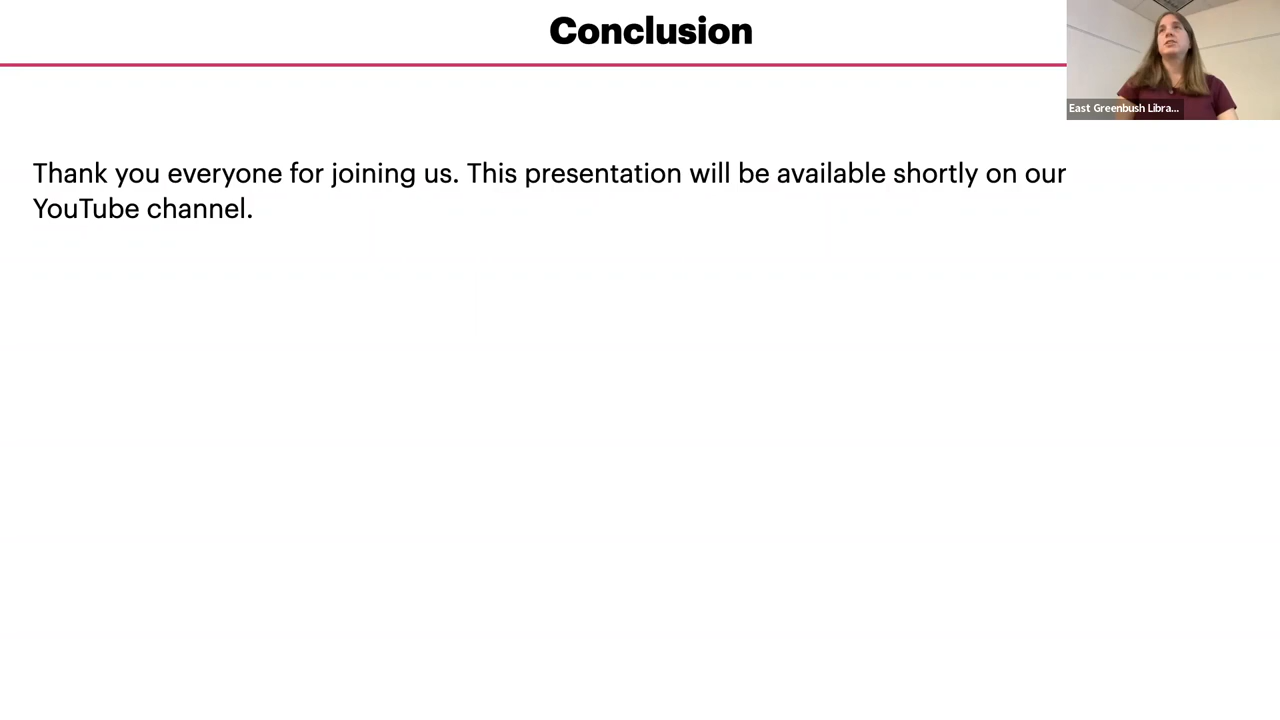 Conclusion
East Greenbush Libra...
Thank you everyone for joining us. This presentation will be available shortly on our
YouTube channel.